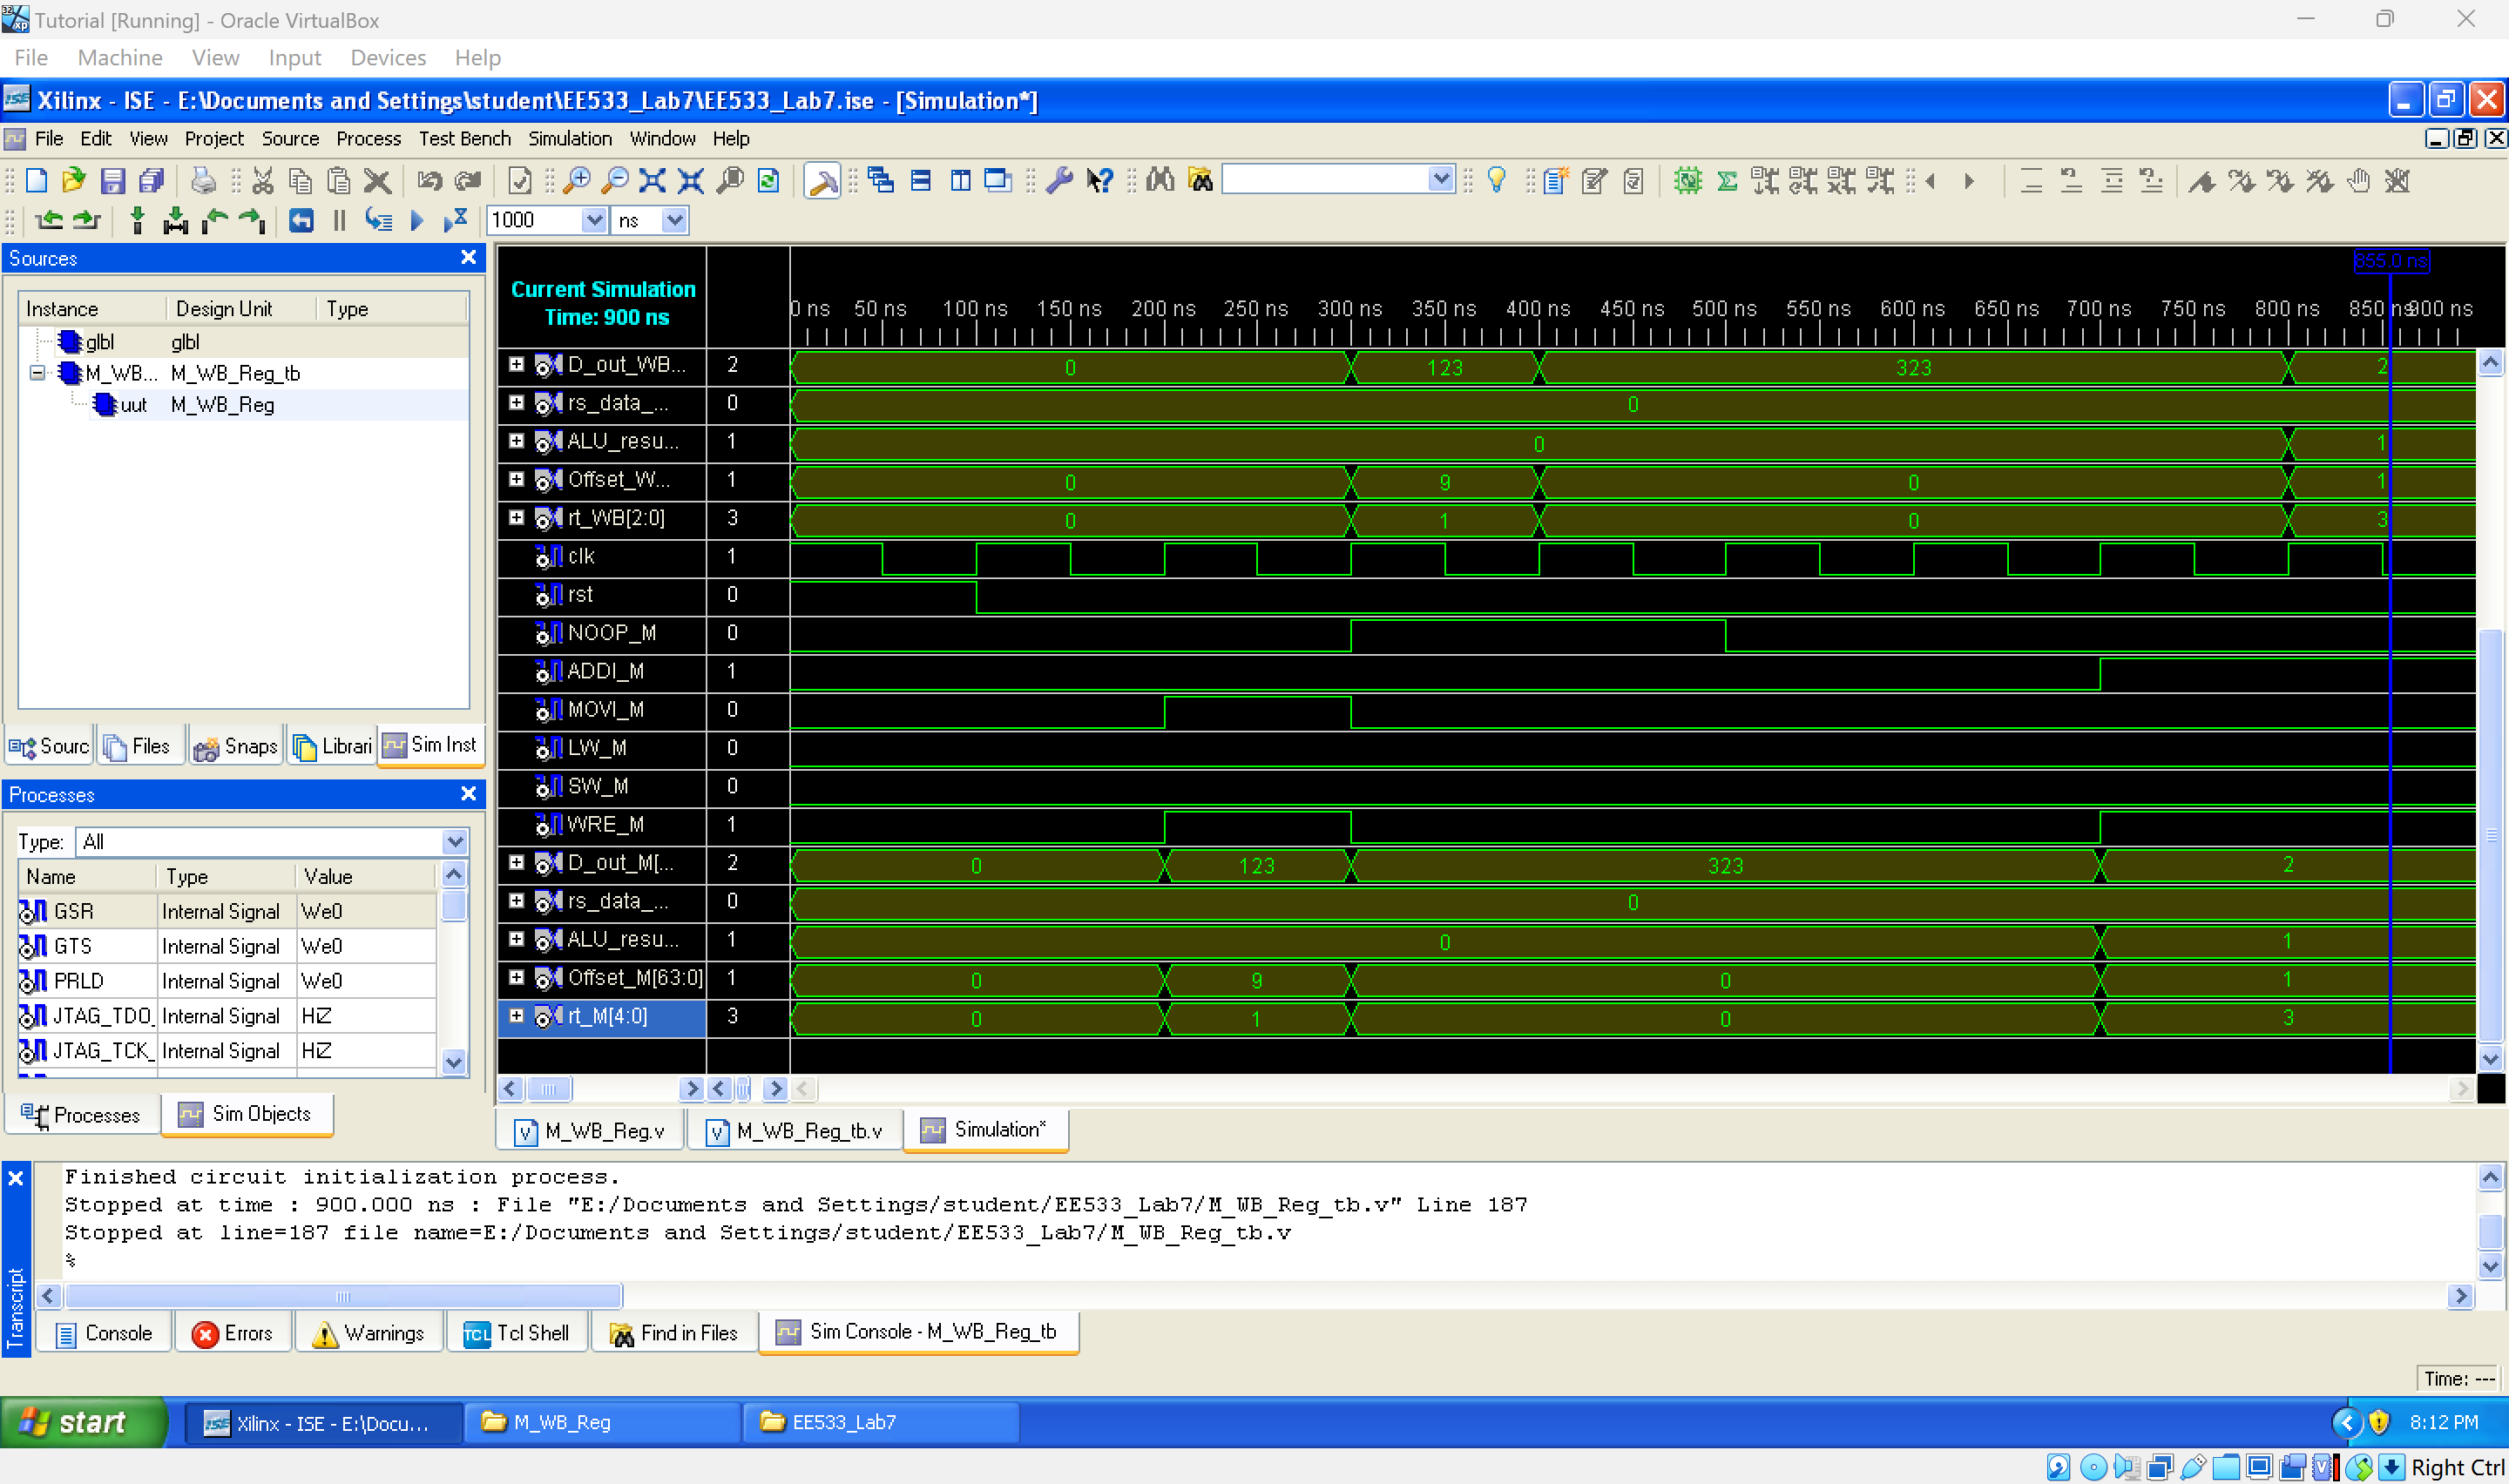 Tutorial [Running] - Oracle VirtualBox
File Machine View Input Devices Help
Xilinx - ISE - E:\Documents and Settings\student\EE533_Lab7\EE533_Lab7.ise - [Simulation*]
File Edit View Project Source Process Test Bench Simulation Window Help
1000 ns
Sources
Instance Design Unit Type
glbl glbl
M_WB... M_WB_Reg_tb
uut M_WB_Reg
Sourc Files Snaps Librari Sim Inst
Processes
Type: All
Name Type Value
GSR Internal Signal We0
GTS Internal Signal We0
PRLD Internal Signal We0
JTAG_TDO_ Internal Signal HiZ
JTAG_TCK_ Internal Signal HiZ
Processes Sim Objects
855.0 ns
Current Simulation
Time: 900 ns
0 ns 50 ns 100 ns 150 ns 200 ns 250 ns 300 ns 350 ns 400 ns 450 ns 500 ns 550 ns 600 ns 650 ns 700 ns 750 ns 800 ns 850 ns 900 ns
D_out_WB... 2 0 123 323 2
rs_data_... 0 0
ALU_resu... 1 0 1
Offset_W... 1 0 9 0 1
rt_WB[2:0] 3 0 1 0 3
clk 1
rst 0
NOOP_M 0
ADDI_M 1
MOVI_M 0
LW_M 0
SW_M 0
WRE_M 1
D_out_M[... 2 0 123 323 2
rs_data_... 0 0
ALU_resu... 1 0 1
Offset_M[63:0] 1 0 9 0 1
rt_M[4:0] 3 0 1 0 3
M_WB_Reg.v M_WB_Reg_tb.v Simulation*
Transcript
Finished circuit initialization process.
Stopped at time : 900.000 ns : File "E:/Documents and Settings/student/EE533_Lab7/M_WB_Reg_tb.v" Line 187
Stopped at line=187 file name=E:/Documents and Settings/student/EE533_Lab7/M_WB_Reg_tb.v
%
Console Errors Warnings TCL Tcl Shell Find in Files Sim Console - M_WB_Reg_tb
Time: ---
start ISE Xilinx - ISE - E:\Docu... M_WB_Reg EE533_Lab7 8:12 PM
Right Ctrl